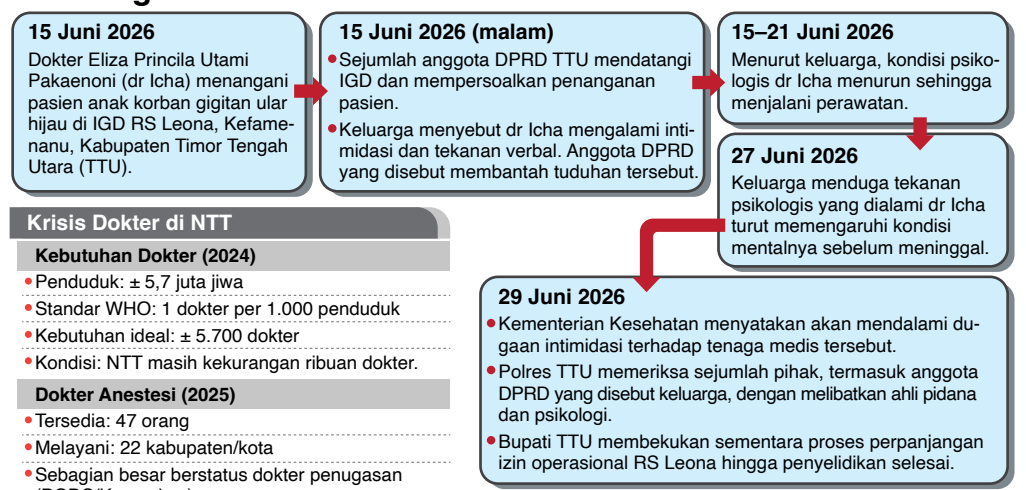 15 Juni 2026
Dokter Eliza Princila Utami
Pakaenoni (dr Icha) menangani
pasien anak korban gigitan ular
hijau di IGD RS Leona, Kefame-
nanu, Kabupaten Timor Tengah
Utara (TTU).
15 Juni 2026 (malam)
• Sejumlah anggota DPRD TTU mendatangi
IGD dan mempersoalkan penanganan
pasien.
• Keluarga menyebut dr Icha mengalami inti-
midasi dan tekanan verbal. Anggota DPRD
yang disebut membantah tuduhan tersebut.
15–21 Juni 2026
Menurut keluarga, kondisi psiko-
logis dr Icha menurun sehingga
menjalani perawatan.
27 Juni 2026
Keluarga menduga tekanan
psikologis yang dialami dr Icha
turut memengaruhi kondisi
mentalnya sebelum meninggal.
29 Juni 2026
• Kementerian Kesehatan menyatakan akan mendalami du-
gaan intimidasi terhadap tenaga medis tersebut.
• Polres TTU memeriksa sejumlah pihak, termasuk anggota
DPRD yang disebut keluarga, dengan melibatkan ahli pidana
dan psikologi.
• Bupati TTU membekukan sementara proses perpanjangan
izin operasional RS Leona hingga penyelidikan selesai.
Krisis Dokter di NTT
Kebutuhan Dokter (2024)
• Penduduk: ± 5,7 juta jiwa
• Standar WHO: 1 dokter per 1.000 penduduk
• Kebutuhan ideal: ± 5.700 dokter
• Kondisi: NTT masih kekurangan ribuan dokter.
Dokter Anestesi (2025)
• Tersedia: 47 orang
• Melayani: 22 kabupaten/kota
• Sebagian besar berstatus dokter penugasan